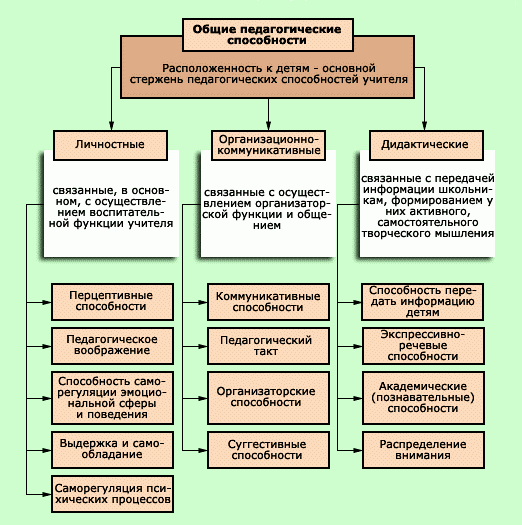 Общие педагогические
способности
Расположенность к детям - основной
стержень педагогических способностей учителя
Личностные
связанные, в основ-
ном, с осуществле-
нием воспитатель-
ной функции учителя
Перцептивные
способности
Педагогическое
воображение
Способность само-
регуляции эмоцио-
нальной сферы
и поведения
Выдержка и само-
обладание
Саморегуляция пси-
хических процессов
Организационно-
коммуникативные
связанные с осущест-
влением организатор-
ской функции и обще-
нием
Коммуникативные
способности
Педагогический
такт
Организаторские
способности
Суггестивные
способности
Дидактические
связанные с передачей
информации школьни-
кам, формированием у
них активного,
самостоятельного
творческого мышления
Способность пере-
дать информацию
детям
Экспрессивно-
речевые
способности
Академические
(познавательные)
способности
Распределение
внимания